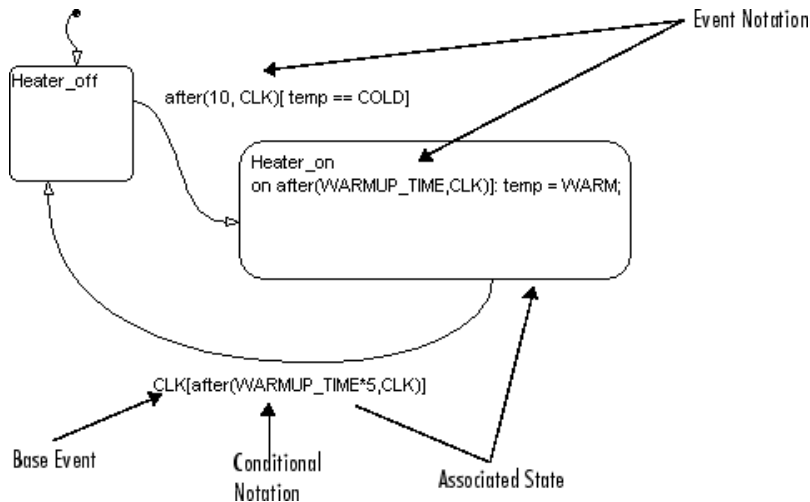 Event Notation
Heater_off
after(10, CLK)[ temp == COLD]
Heater_on
on after(WARMUP_TIME,CLK)]: temp = WARM;
CLK[after(WARMUP_TIME*5,CLK)]
Base Event
Conditional
Notation
Associated State